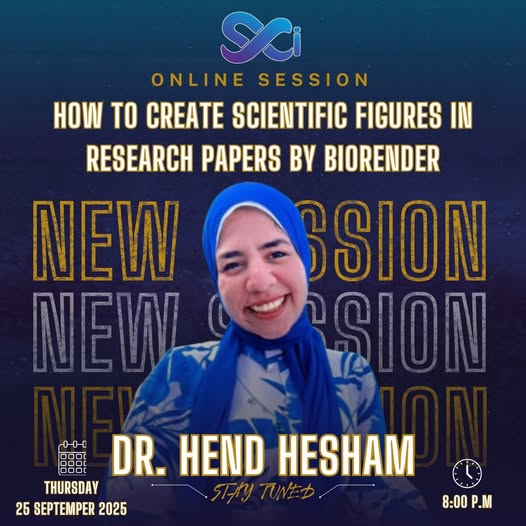 SCi
ONLINE SESSION
HOW TO CREATE SCIENTIFIC FIGURES IN
RESEARCH PAPERS BY BIORENDER
NEW SESSION
NEW SESSION
NEW SESSION
DR. HEND HESHAM
STAY TUNED
THURSDAY
25 SEPTEMPER 2025
8:00 P.M